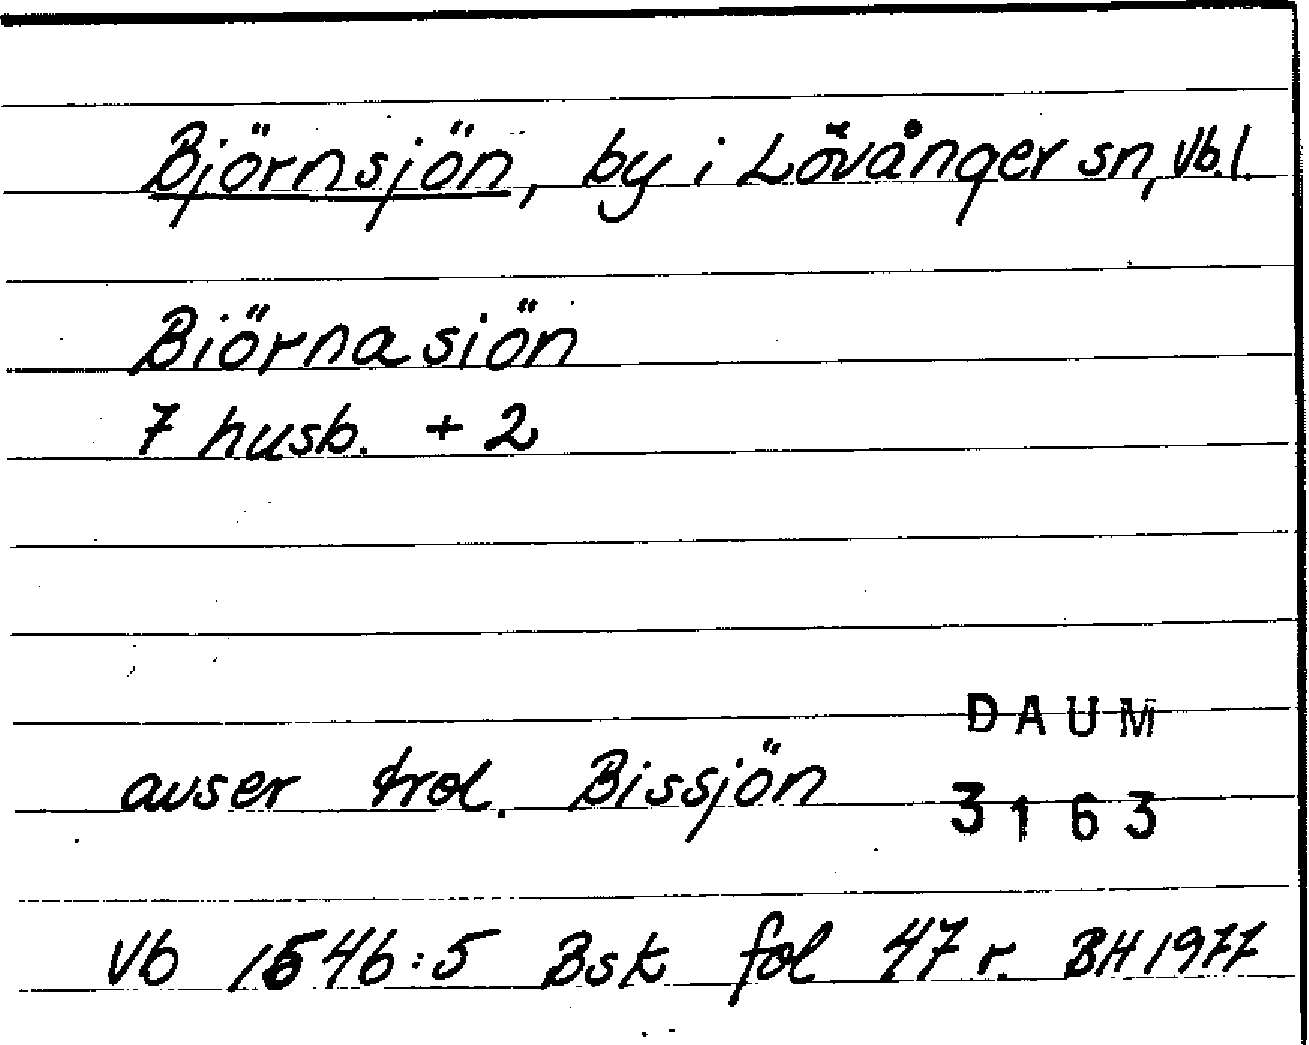 Björnsjön, by i Lövånger sn, Vb.l.
Biörnasiön
7 husb. + 2
DAUM
avser trol. Bissjön
3163
Vb 1546:5 Bsk fol 47 r. BH 1977